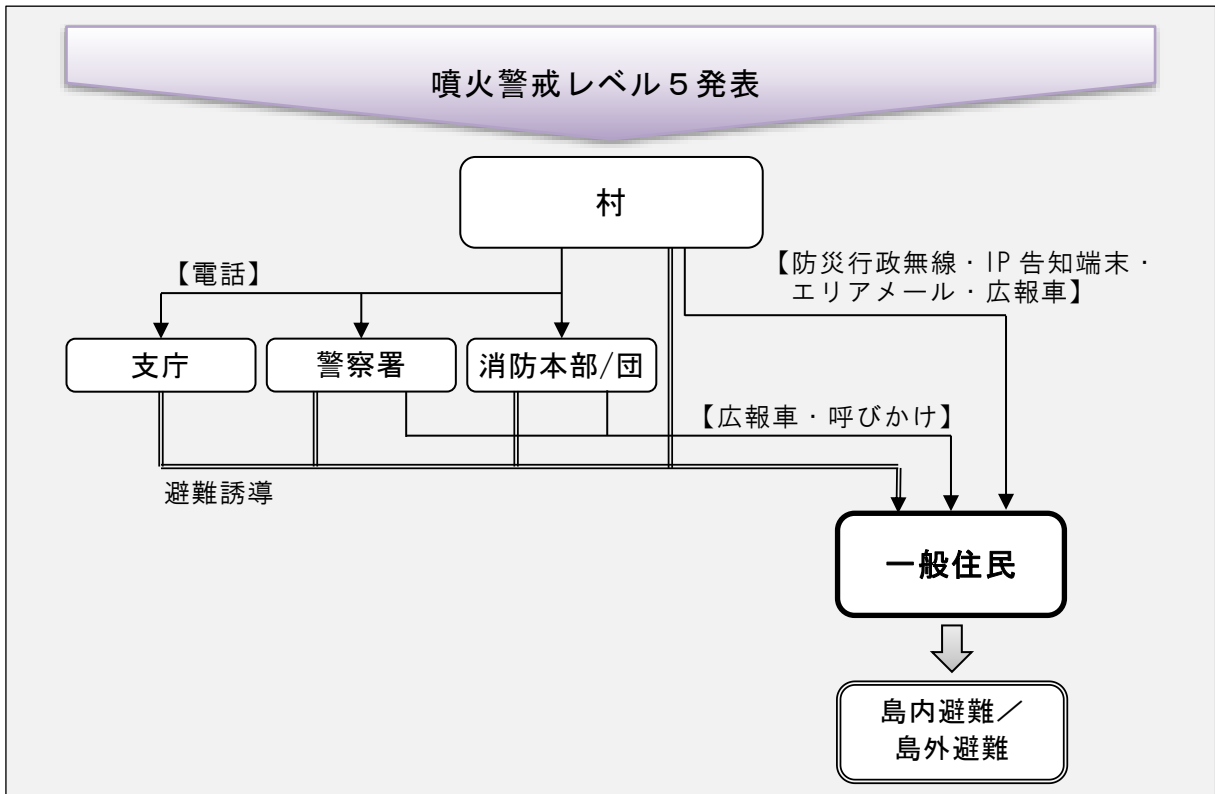 噴火警戒レベル５発表
村
【電話】
【防災行政無線・IP告知端末・
エリアメール・広報車】
支庁
警察署
消防本部/団
【広報車・呼びかけ】
避難誘導
一般住民
島内避難／
島外避難